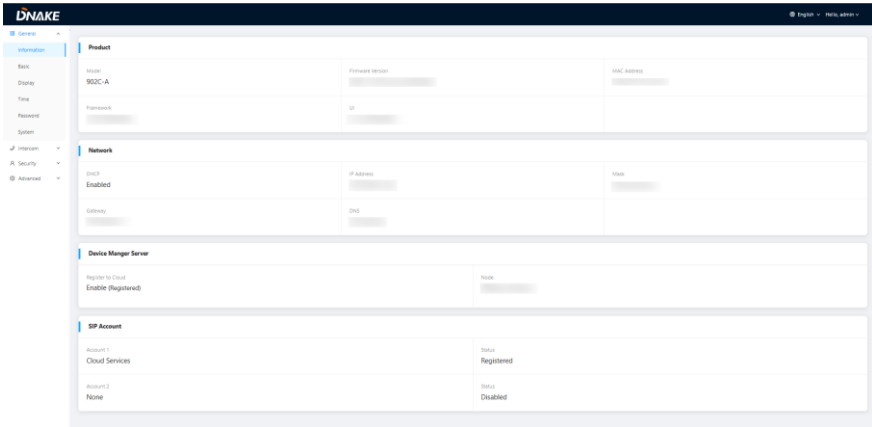 DNAKE
English Hello, admin
General
Information
Basic
Display
Time
Password
System
Intercom
Security
Advanced
Product
Model Firmware Version MAC Address
902C-A
Framework UI
Network
DHCP IP Address Mask
Enabled
Gateway DNS
Device Manger Server
Register to Cloud Node
Enable (Registered)
SIP Account
Account 1 Status
Cloud Services Registered
Account 2 Status
None Disabled